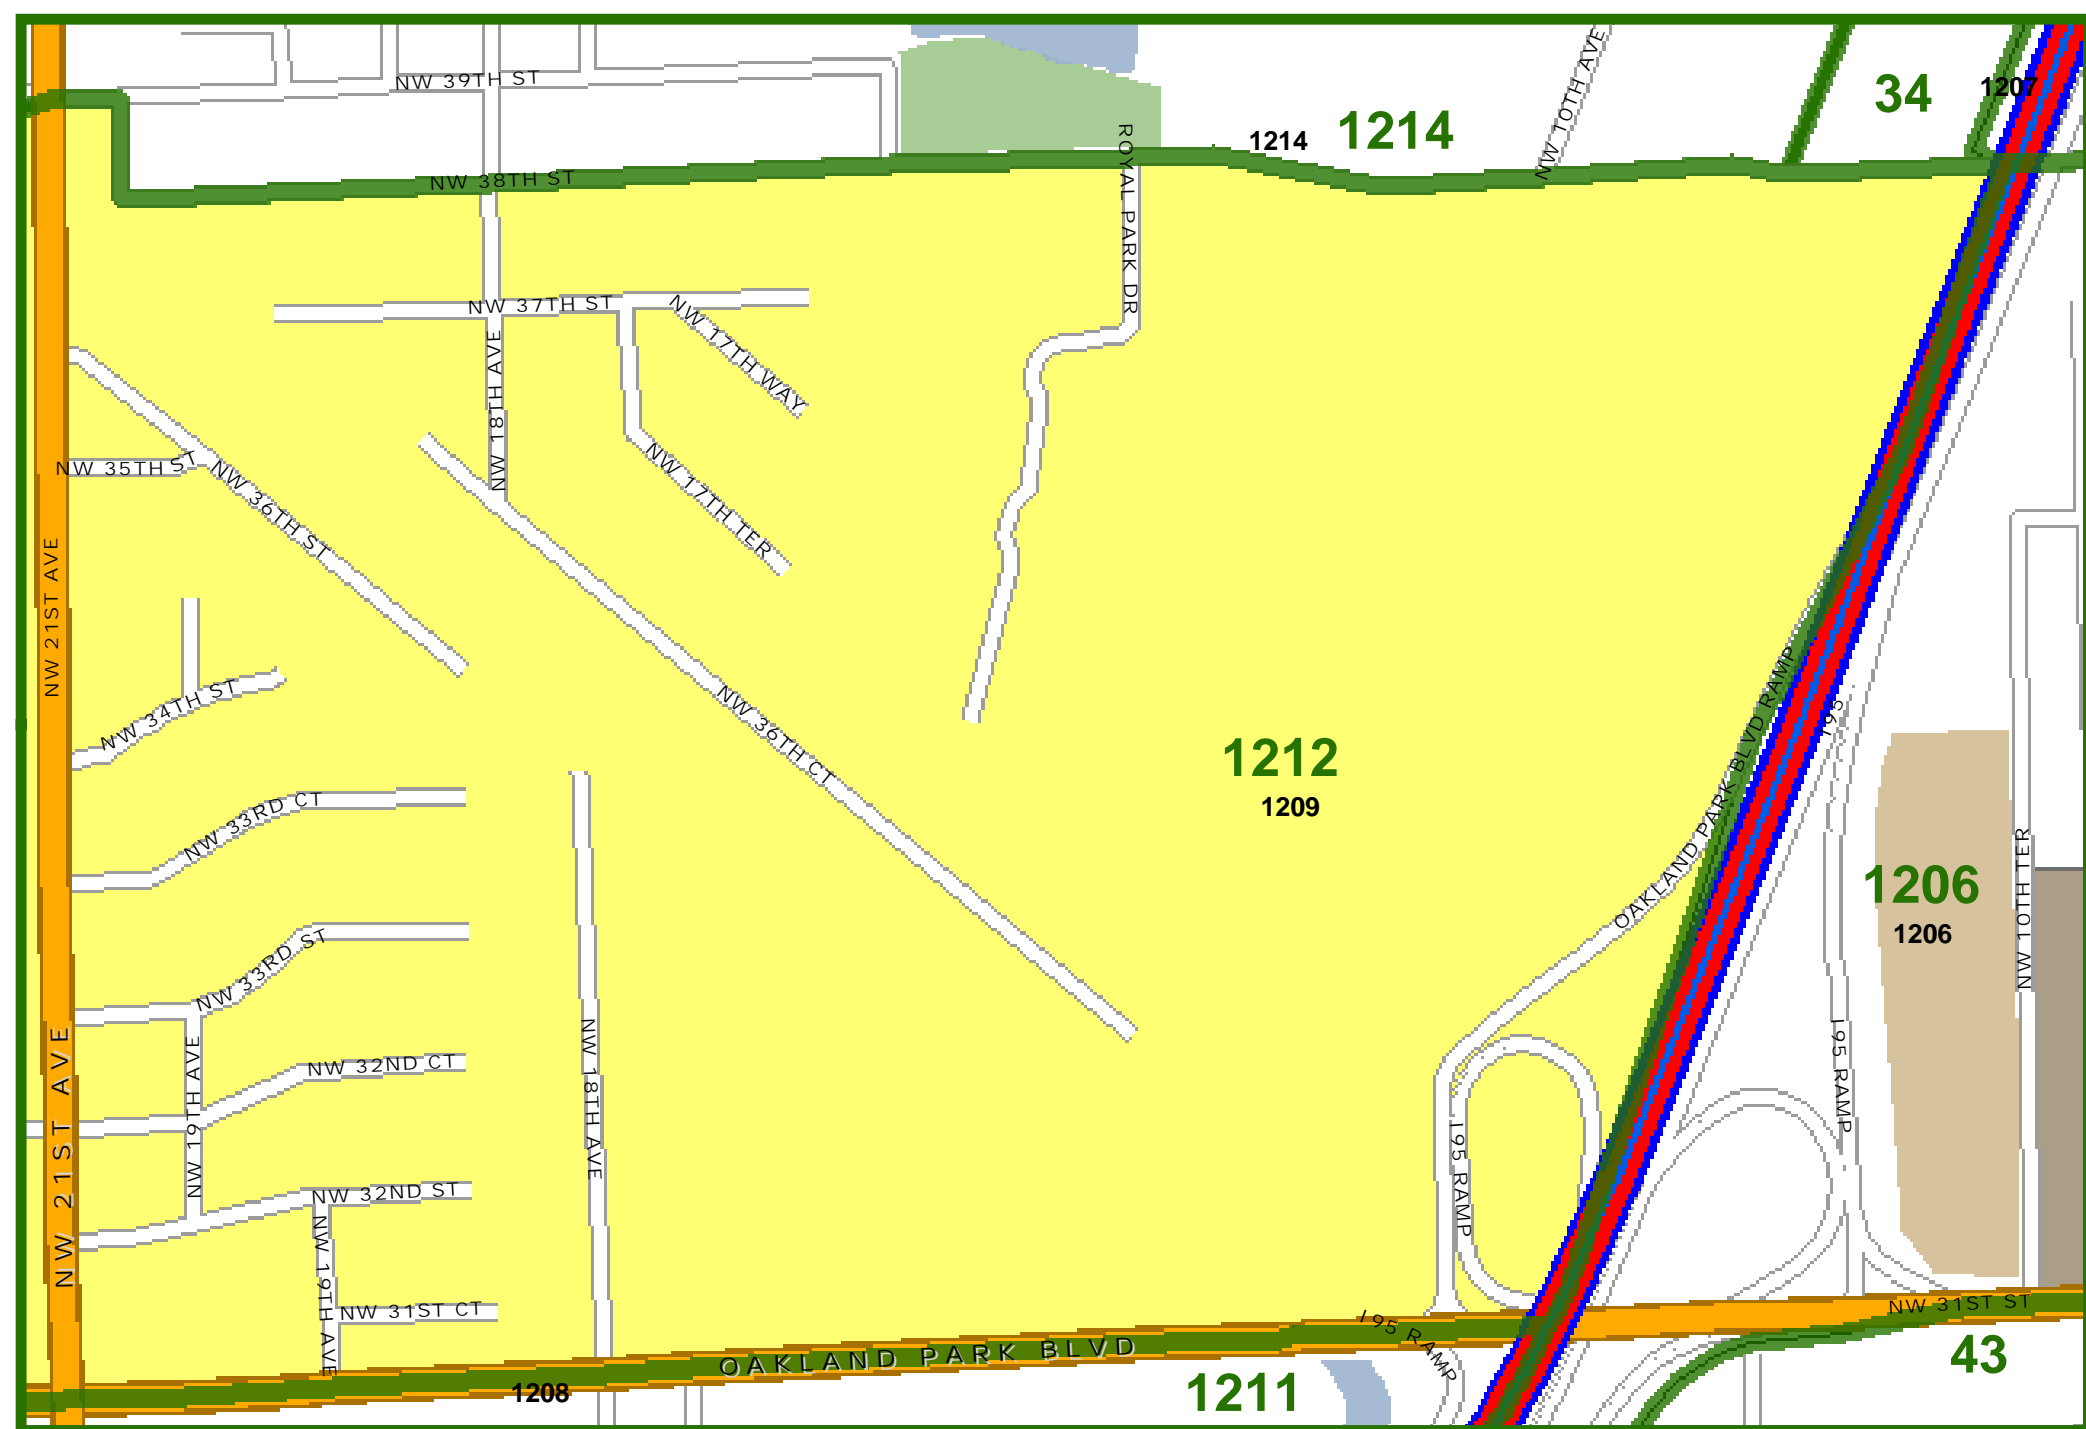 NW 39TH ST
NW 10TH AVE
34
1207
1214
1214
ROYAL PARK DR
NW 38TH ST
NW 37TH ST
NW 17TH WAY
NW 18TH AVE
NW 35TH ST
NW 36TH ST
NW 17TH TER
NW 21ST AVE
NW 34TH ST
NW 36TH CT
OAKLAND PARK BLVD RAMP
I95
1212
1209
NW 33RD CT
1206
1206
NW 10TH TER
NW 33RD ST
NW 21ST AVE
NW 19TH AVE
NW 32ND CT
NW 18TH AVE
I95 RAMP
I95 RAMP
NW 32ND ST
NW 19TH AVE
NW 31ST CT
NW 31ST ST
I95 RAMP
OAKLAND PARK BLVD
43
1208
1211